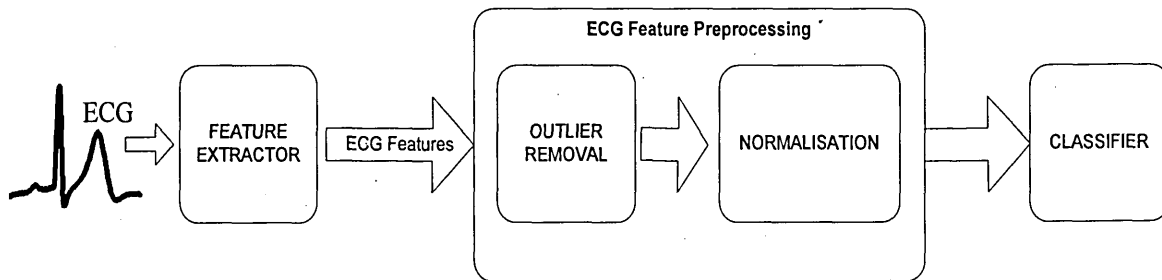 ECG Feature Preprocessing
ECG
FEATURE
EXTRACTOR
ECG Features
OUTLIER
REMOVAL
NORMALISATION
CLASSIFIER